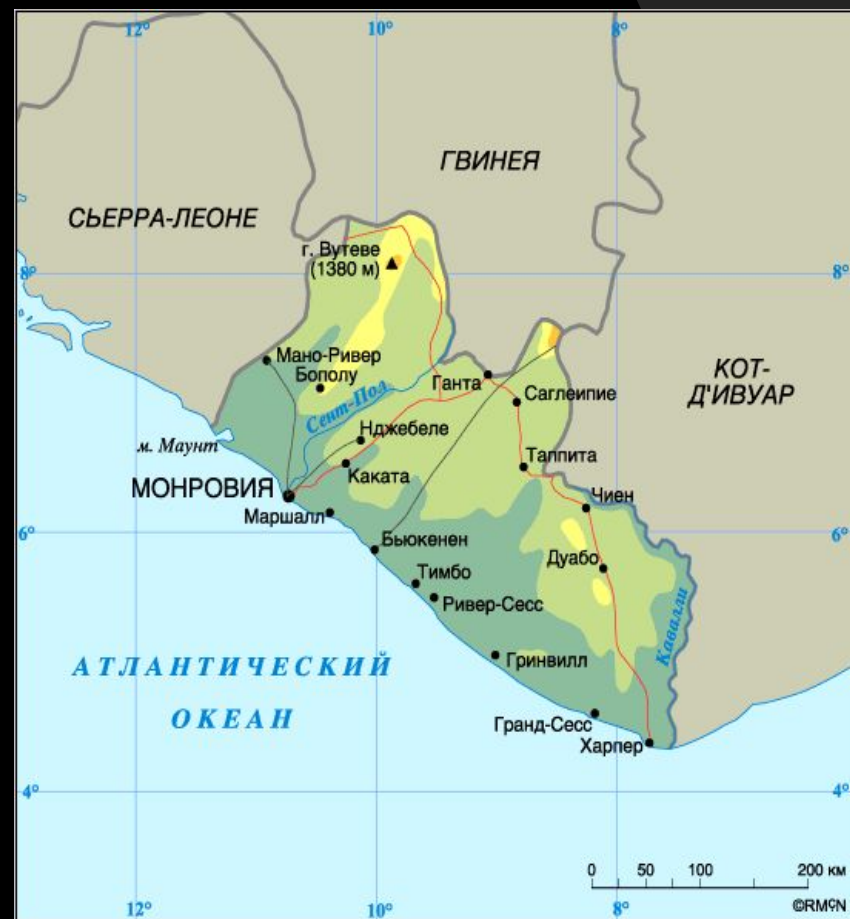 12°
10°
8°
ГВИНЕЯ
СЬЕРРА-ЛЕОНЕ
г. Вутеве
(1380 м)
8°
8°
Мано-Ривер
Бополу
Сент-Пол
Ганта
Саглеипие
КОТ-
Д'ИВУАР
м. Маунт
Нджебеле
Каката
Таппита
МОНРОВИЯ
Маршалл
Чиен
6°
6°
Бьюкенен
Дуабо
Тимбо
Ривер-Сесс
Кавалли
АТЛАНТИЧЕСКИЙ
ОКЕАН
Гринвилл
Гранд-Сесс
Харпер
4°
4°
0 50 100 200 км
12°
10°
8°
©RMCN